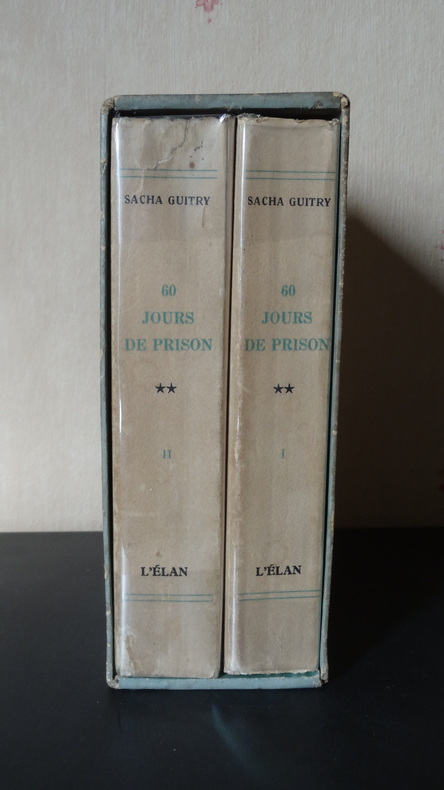 SACHA GUITRY
60
JOURS
DE PRISON
★★
II
L'ÉLAN
SACHA GUITRY
60
JOURS
DE PRISON
★★
I
L'ÉLAN